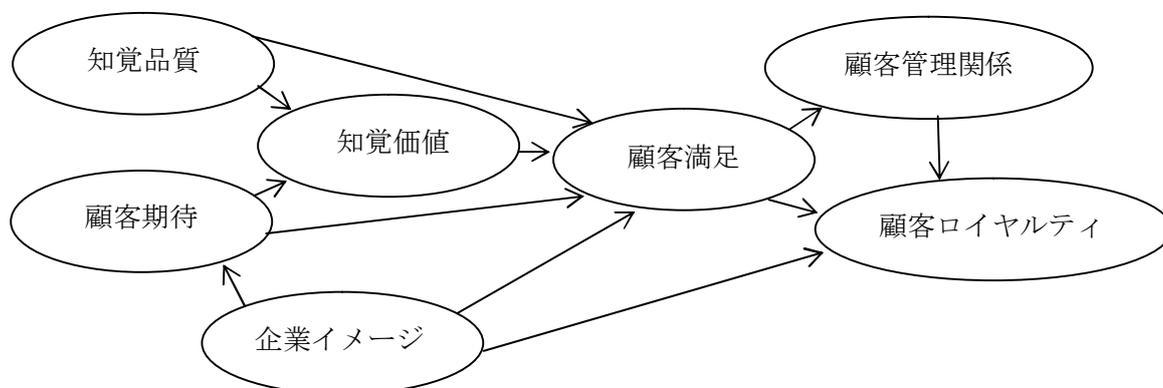 知覚品質
顧客管理関係
知覚価値
顧客満足
顧客期待
顧客ロイヤルティ
企業イメージ